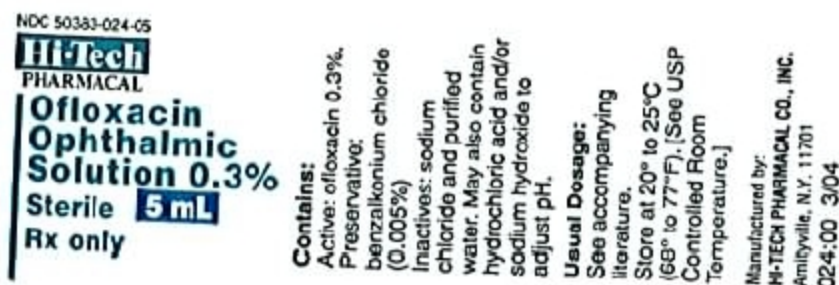 NDC 50383-024-05
Hi-Tech
PHARMACAL
Ofloxacin
Ophthalmic
Solution 0.3%
Sterile 5 mL
Rx only
Contains:
Active: ofloxacin 0.3%.
Preservative:
benzalkonium chloride
(0.005%)
Inactives: sodium
chloride and purified
water. May also contain
hydrochloric acid and/or
sodium hydroxide to
adjust pH.
Usual Dosage:
See accompanying
literature.
Store at 20° to 25°C
(68° to 77°F). [See USP
Controlled Room
Temperature.]
Manufactured by:
HI-TECH PHARMACAL CO., INC.
Amityville, N.Y. 11701
024:00 3/04